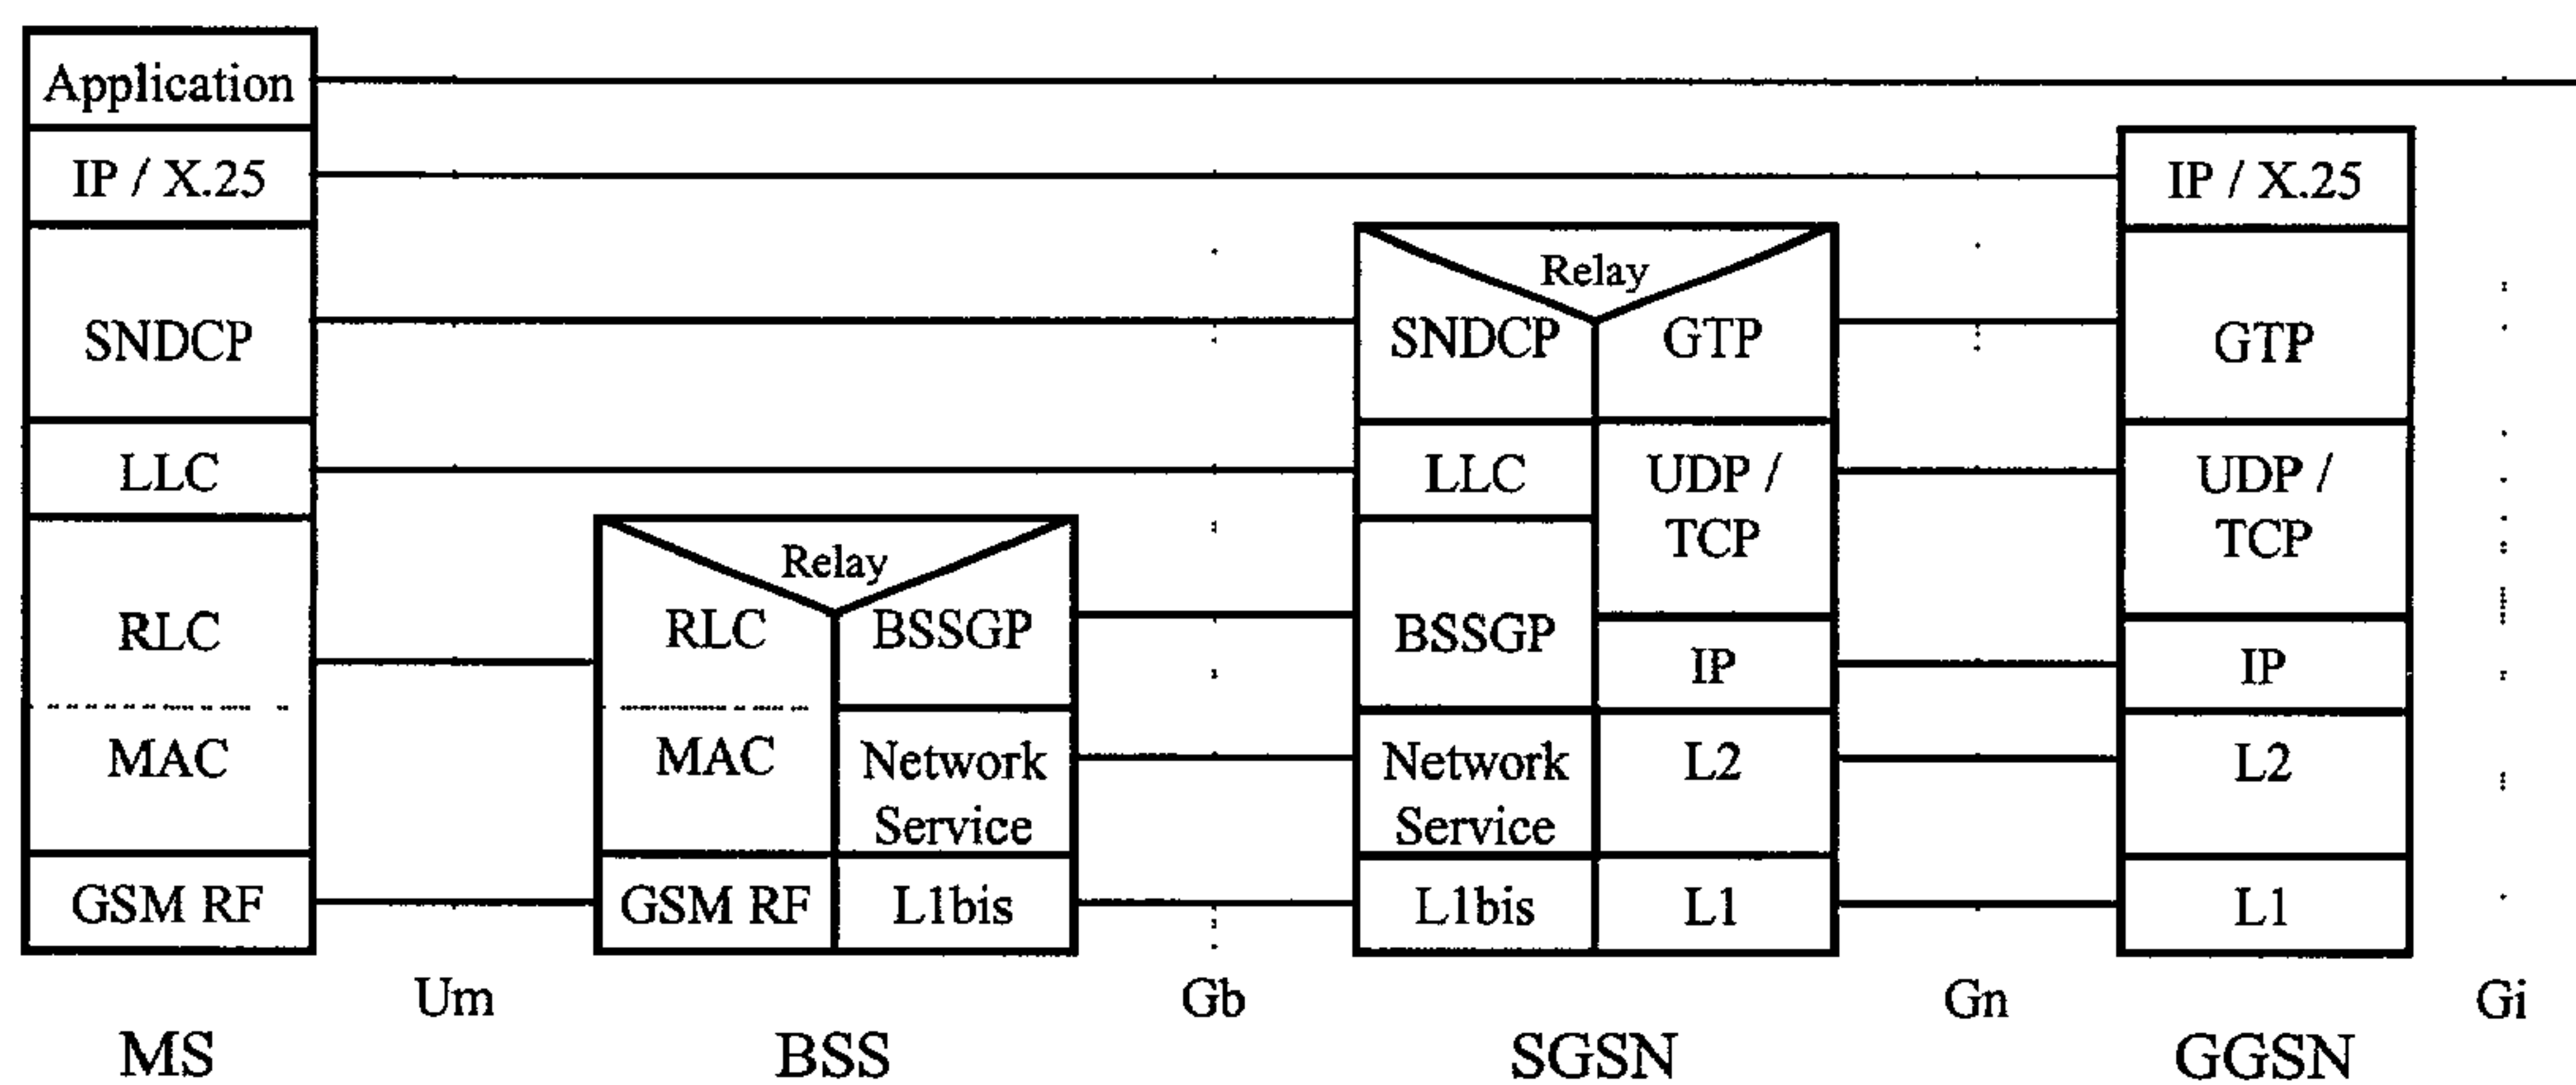 Application
IP / X.25
SNDCP
LLC
RLC
MAC
GSM RF
Relay
RLC
BSSGP
MAC
Network
Service
GSM RF
L1bis
Relay
SNDCP
GTP
LLC
UDP /
TCP
BSSGP
IP
Network
Service
L2
L1bis
L1
IP / X.25
GTP
UDP /
TCP
IP
L2
L1
Um
Gb
Gn
Gi
MS
BSS
SGSN
GGSN